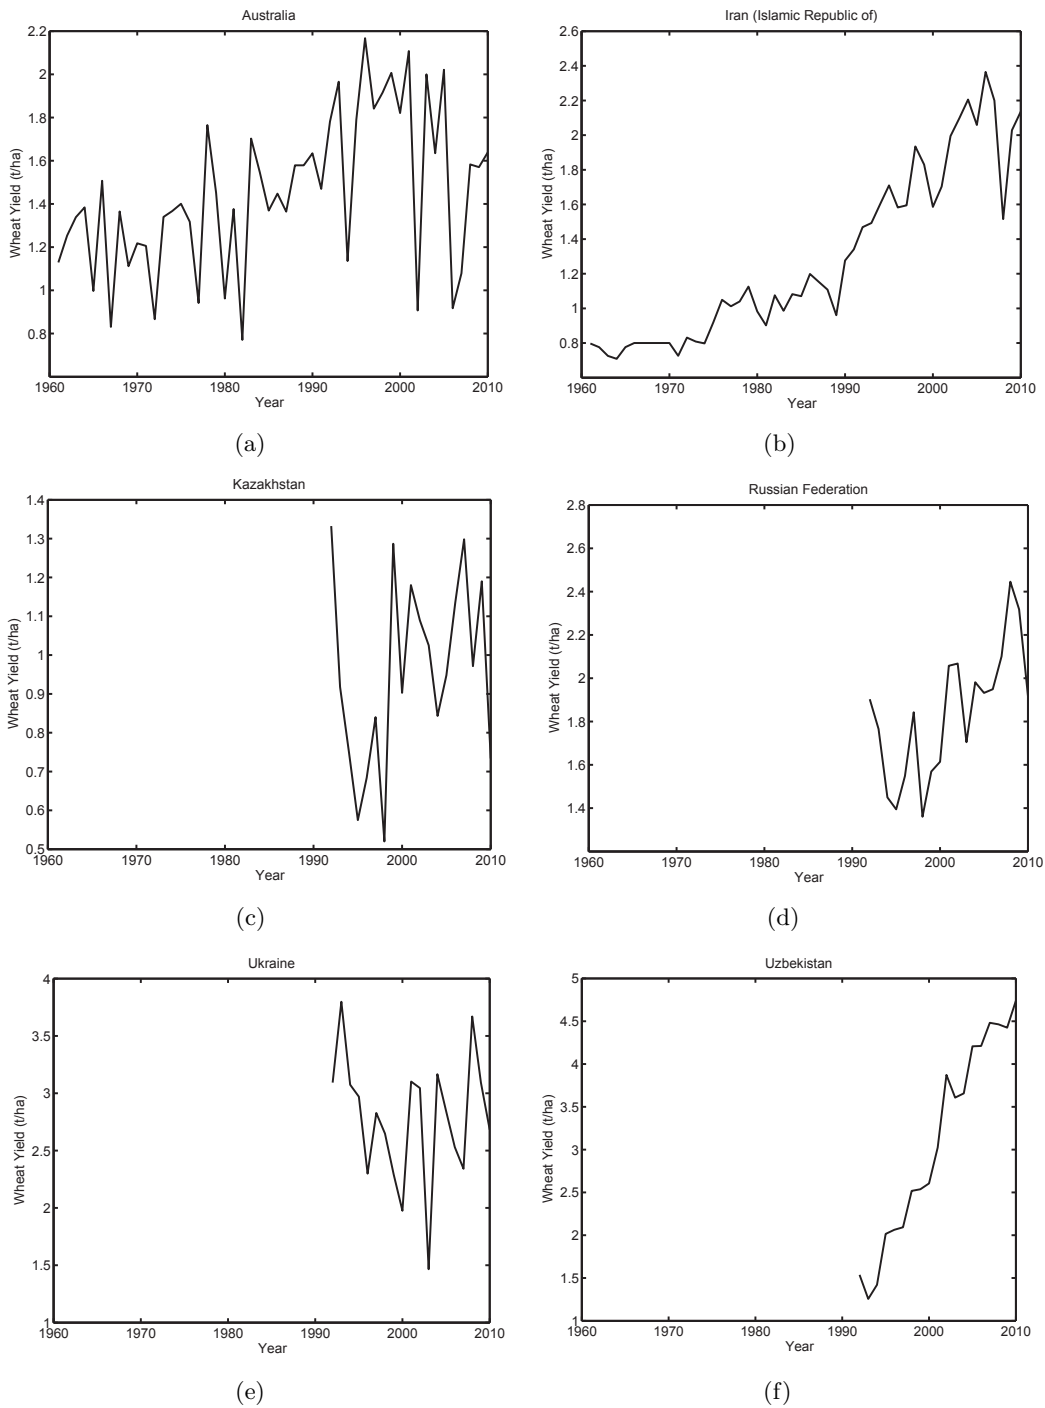 Australia
2.2
2
1.8
1.6
1.4
1.2
1
0.8
Wheat Yield (t/ha)
1960 1970 1980 1990 2000 2010
Year
(a)
Iran (Islamic Republic of)
2.6
2.4
2.2
2
1.8
1.6
1.4
1.2
1
0.8
Wheat Yield (t/ha)
1960 1970 1980 1990 2000 2010
Year
(b)
Kazakhstan
1.4
1.3
1.2
1.1
1
0.9
0.8
0.7
0.6
0.5
Wheat Yield (t/ha)
1960 1970 1980 1990 2000 2010
Year
(c)
Russian Federation
2.8
2.6
2.4
2.2
2
1.8
1.6
1.4
Wheat Yield (t/ha)
1960 1970 1980 1990 2000 2010
Year
(d)
Ukraine
4
3.5
3
2.5
2
1.5
1
Wheat Yield (t/ha)
1960 1970 1980 1990 2000 2010
Year
(e)
Uzbekistan
5
4.5
4
3.5
3
2.5
2
1.5
1
Wheat Yield (t/ha)
1960 1970 1980 1990 2000 2010
Year
(f)